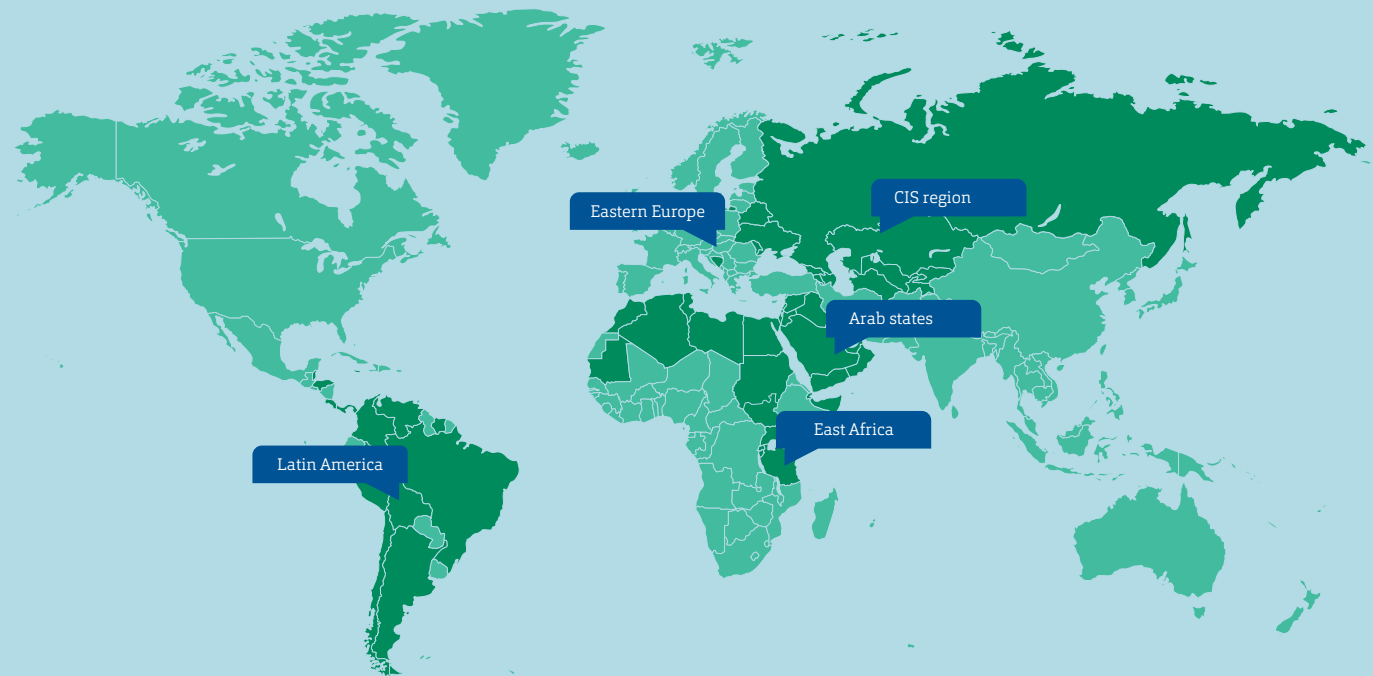 CIS region
Eastern Europe
Arab states
East Africa
Latin America